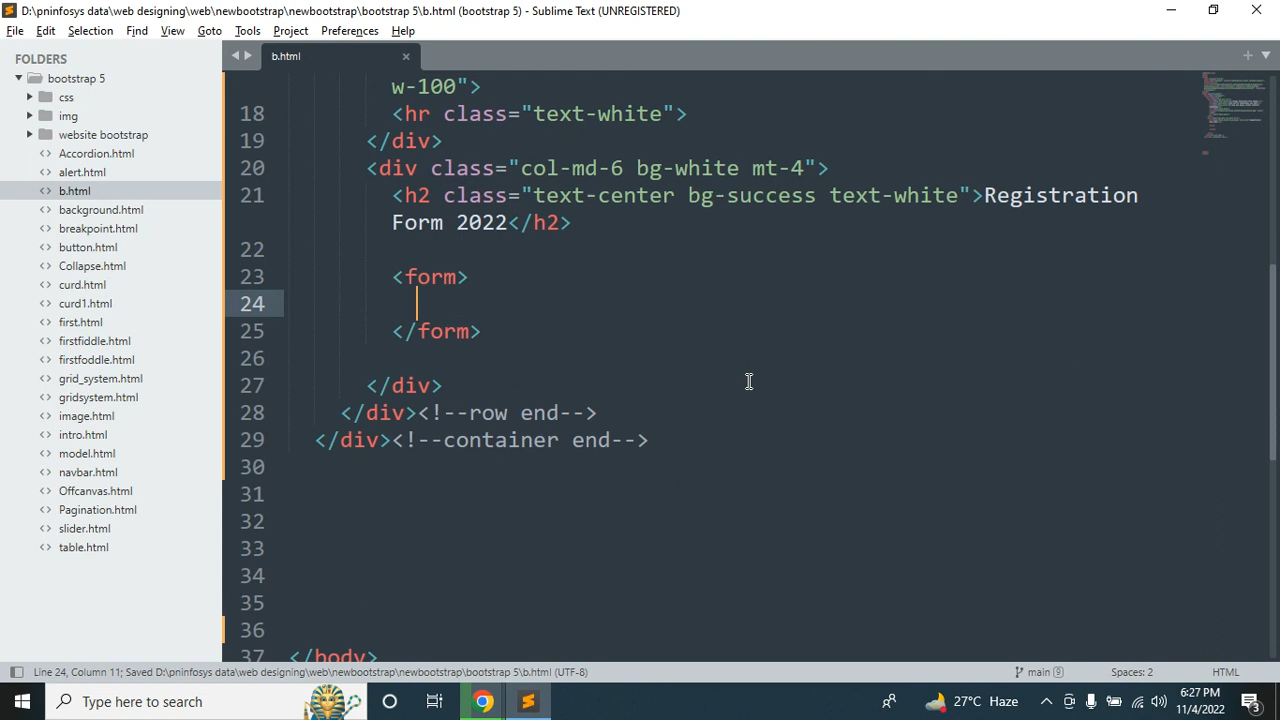 D:\pninfosys data\web designing\web\newbootstrap\newbootstrap\bootstrap 5\b.html (bootstrap 5) - Sublime Text (UNREGISTERED)
File Edit Selection Find View Goto Tools Project Preferences Help
FOLDERS
bootstrap 5
css
img
website bootstrap
Accordion.html
alert.html
b.html
background.html
breakpoint.html
button.html
Collapse.html
curd.html
curd1.html
first.html
firstfiddle.html
firstfoddle.html
grid_system.html
gridsystem.html
image.html
intro.html
model.html
navbar.html
Offcanvas.html
Pagination.html
slider.html
table.html
b.html
w-100">
18 <hr class="text-white">
19 </div>
20 <div class="col-md-6 bg-white mt-4">
21 <h2 class="text-center bg-success text-white">Registration
Form 2022</h2>
22
23 <form>
24
25 </form>
26
27 </div>
28 </div><!--row end-->
29 </div><!--container end-->
30
31
32
33
34
35
36
37 </body>
Line 24, Column 11; Saved D:\pninfosys data\web designing\web\newbootstrap\newbootstrap\bootstrap 5\b.html (UTF-8)
main 9
Spaces: 2
HTML
Type here to search
27°C Haze
6:27 PM
11/4/2022
3